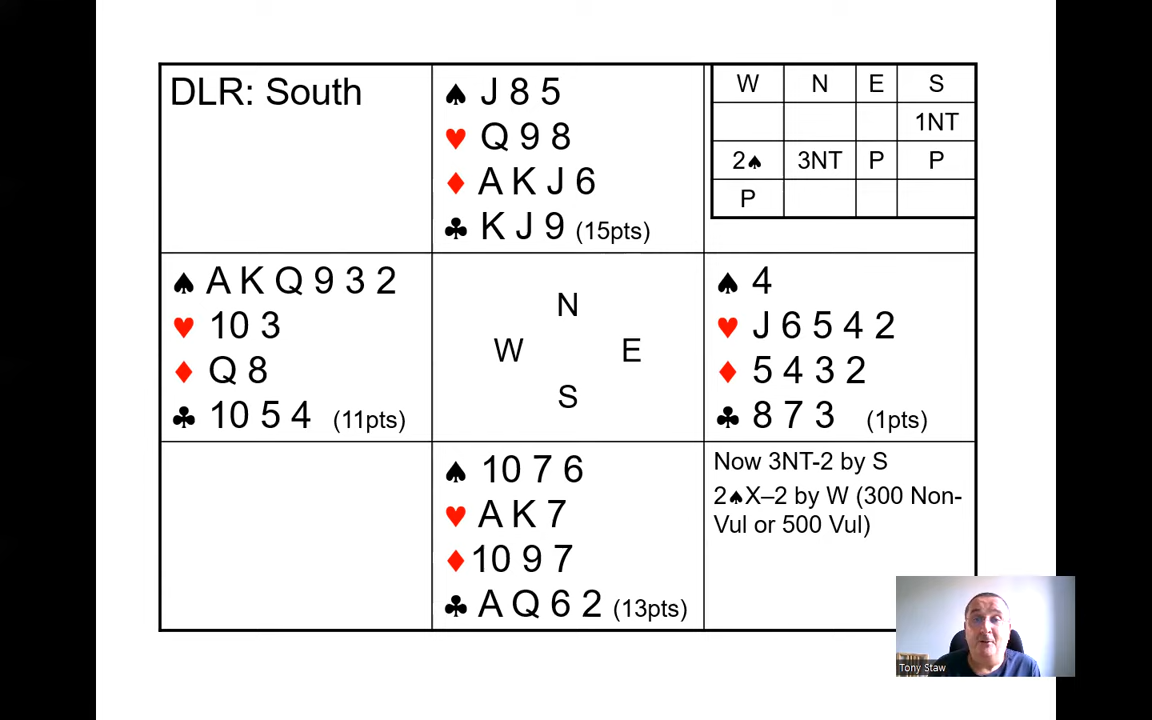 DLR: South
♠ J 8 5
♥ Q 9 8
♦ A K J 6
♣ K J 9 (15pts)
W N E S
1NT
2♠ 3NT P P
P
♠ A K Q 9 3 2
♥ 10 3
♦ Q 8
♣ 10 5 4 (11pts)
N
W E
S
♠ 4
♥ J 6 5 4 2
♦ 5 4 3 2
♣ 8 7 3 (1pts)
♠ 10 7 6
♥ A K 7
♦ 10 9 7
♣ A Q 6 2 (13pts)
Now 3NT-2 by S
2♠X–2 by W (300 Non-
Vul or 500 Vul)
Tony Staw